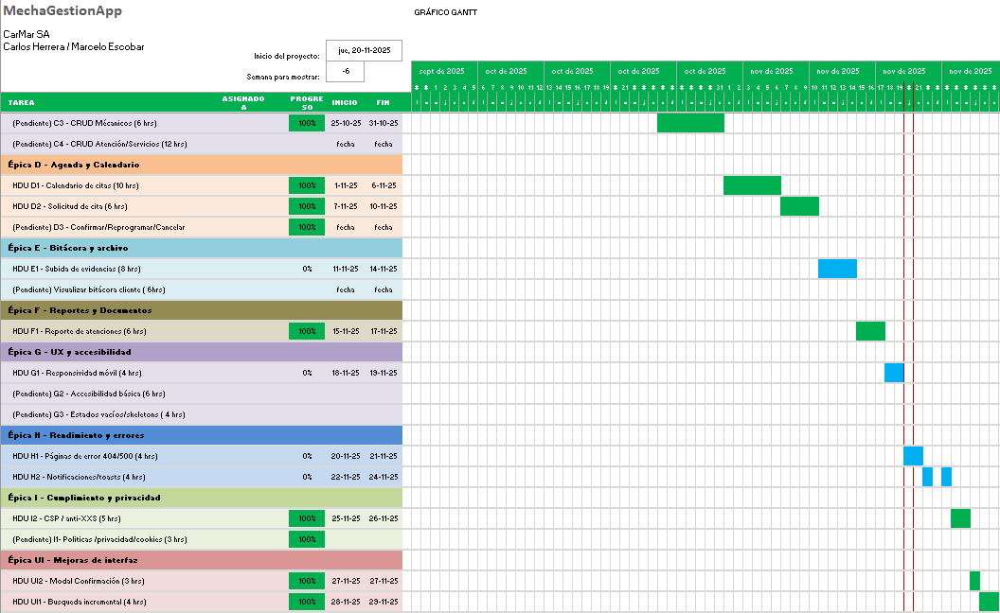 MechaGestionApp
GRÁFICO GANTT
CarMar SA
Carlos Herrera / Marcelo Escobar
Inicio del proyecto: jue, 20-11-2025
Semana para mostrar: -6
sept de 2025 oct de 2025 oct de 2025 oct de 2025 oct de 2025 nov de 2025 nov de 2025 nov de 2025 nov de 2025
TAREA ASIGNADO A PROGRESO INICIO FIN
(Pendiente) C3 - CRUD Mécanicos (6 hrs) 100% 25-10-25 31-10-25
(Pendiente) C4 - CRUD Atención/Servicios (12 hrs) fecha fecha
Épica D - Agenda y Calendario
HDU D1 - Calendario de citas (10 hrs) 100% 1-11-25 6-11-25
HDU D2 - Solicitud de cita (6 hrs) 100% 7-11-25 10-11-25
(Pendiente) D3 - Confirmar/Reprogramar/Cancelar 100% fecha fecha
Épica E - Bitácora y archivo
HDU E1 - Subida de evidencias (8 hrs) 0% 11-11-25 14-11-25
(Pendiente) Visualizar bitácora cliente ( 6hrs) fecha fecha
Épica F - Reportes y Documentos
HDU F1 - Reporte de atenciones (6 hrs) 100% 15-11-25 17-11-25
Épica G - UX y accesibilidad
HDU G1 - Responsividad móvil (4 hrs) 0% 18-11-25 19-11-25
(Pendiente) G2 - Accesibilidad básica (6 hrs)
(Pendiente) G3 - Estados vacíos/skeletons ( 4 hrs)
Épica H - Rendimiento y errores
HDU H1 - Páginas de error 404/500 (4 hrs) 0% 20-11-25 21-11-25
HDU H2 - Notificaciones/toasts (4 hrs) 0% 22-11-25 24-11-25
Épica I - Cumplimiento y privacidad
HDU I2 - CSP / anti-XXS (5 hrs) 100% 25-11-25 26-11-25
(Pendiente) I1- Politicas /privacidad/cookies (3 hrs) 100%
Épica UI - Mejoras de interfaz
HDU UI2 - Modal Confirmación (3 hrs) 100% 27-11-25 27-11-25
HDU UI1 - Busqueda incremental (4 hrs) 100% 28-11-25 29-11-25